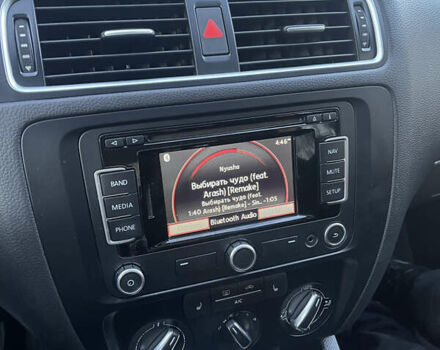 4:46
Nyusha
Выбирать чудо (feat.
Arash) [Remake]
Выбирать чудо (feat.
1:40 Arash) [Remake] - Sin... -1:05
Bluetooth Audio
BAND
MEDIA
PHONE
NAV
MUTE
SETUP
A/C